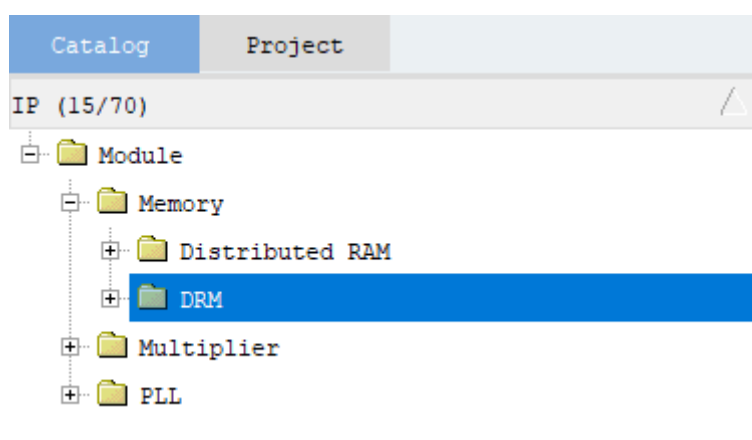 Catalog Project
IP (15/70)
Module
Memory
Distributed RAM
DRM
Multiplier
PLL